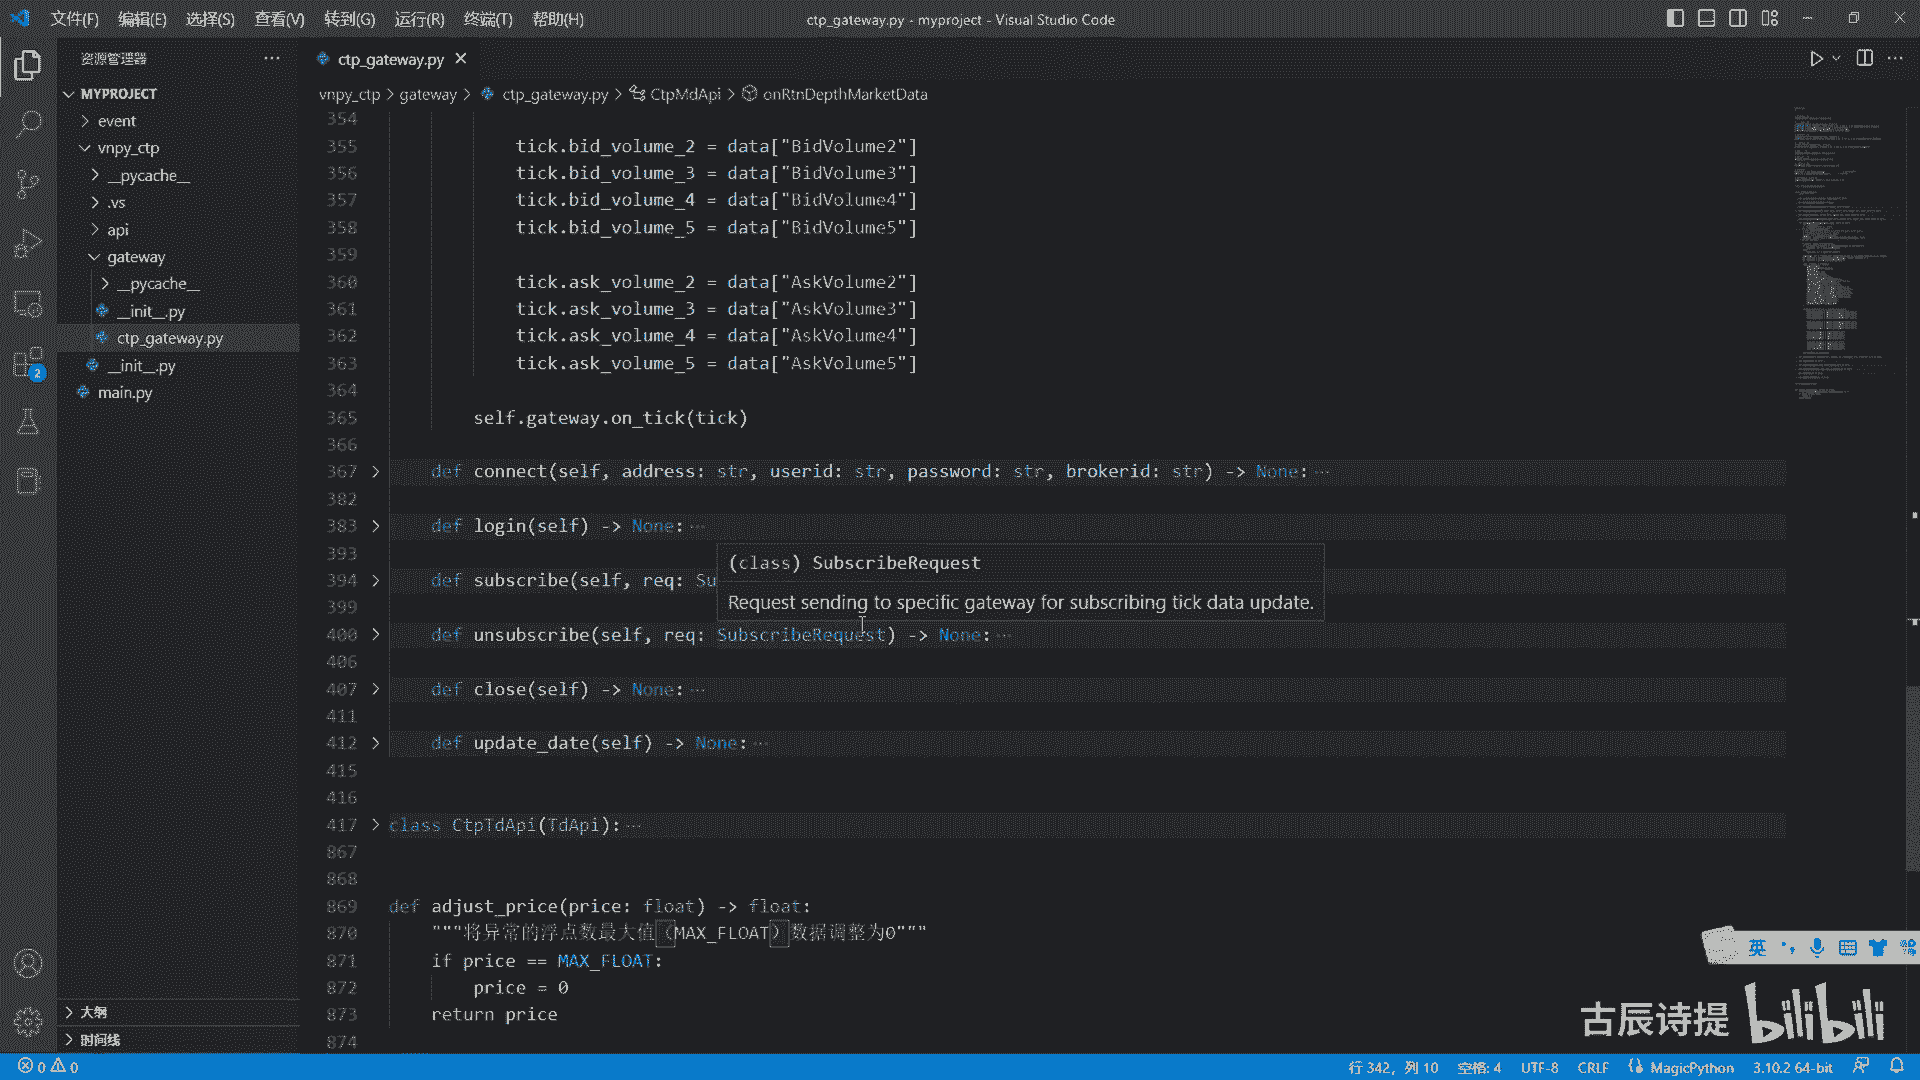 文件(F) 编辑(E) 选择(S) 查看(V) 转到(G) 运行(R) 终端(T) 帮助(H)
ctp_gateway.py - myproject - Visual Studio Code
资源管理器
MYPROJECT
event
vnpy_ctp
__pycache__
.vs
api
gateway
__pycache__
__init__.py
ctp_gateway.py
__init__.py
main.py
大纲
时间线
2
ctp_gateway.py
vnpy_ctp > gateway > ctp_gateway.py > CtpMdApi > onRtnDepthMarketData
354
355 tick.bid_volume_2 = data["BidVolume2"]
356 tick.bid_volume_3 = data["BidVolume3"]
357 tick.bid_volume_4 = data["BidVolume4"]
358 tick.bid_volume_5 = data["BidVolume5"]
359
360 tick.ask_volume_2 = data["AskVolume2"]
361 tick.ask_volume_3 = data["AskVolume3"]
362 tick.ask_volume_4 = data["AskVolume4"]
363 tick.ask_volume_5 = data["AskVolume5"]
364
365 self.gateway.on_tick(tick)
366
367 def connect(self, address: str, userid: str, password: str, brokerid: str) -> None:···
382
383 def login(self) -> None:···
393
(class) SubscribeRequest
394 def subscribe(self, req: Su
Request sending to specific gateway for subscribing tick data update.
399
400 def unsubscribe(self, req: SubscribeRequest) -> None:···
406
407 def close(self) -> None:···
411
412 def update_date(self) -> None:···
415
416
417 class CtpTdApi(TdApi):···
867
868
869 def adjust_price(price: float) -> float:
870 """将异常的浮点数最大值（MAX_FLOAT）数据调整为0"""
871 if price == MAX_FLOAT:
872 price = 0
873 return price
874
英
古辰诗提 bilibili
0 0 行 342，列 10 空格: 4 UTF-8 CRLF MagicPython 3.10.2 64-bit